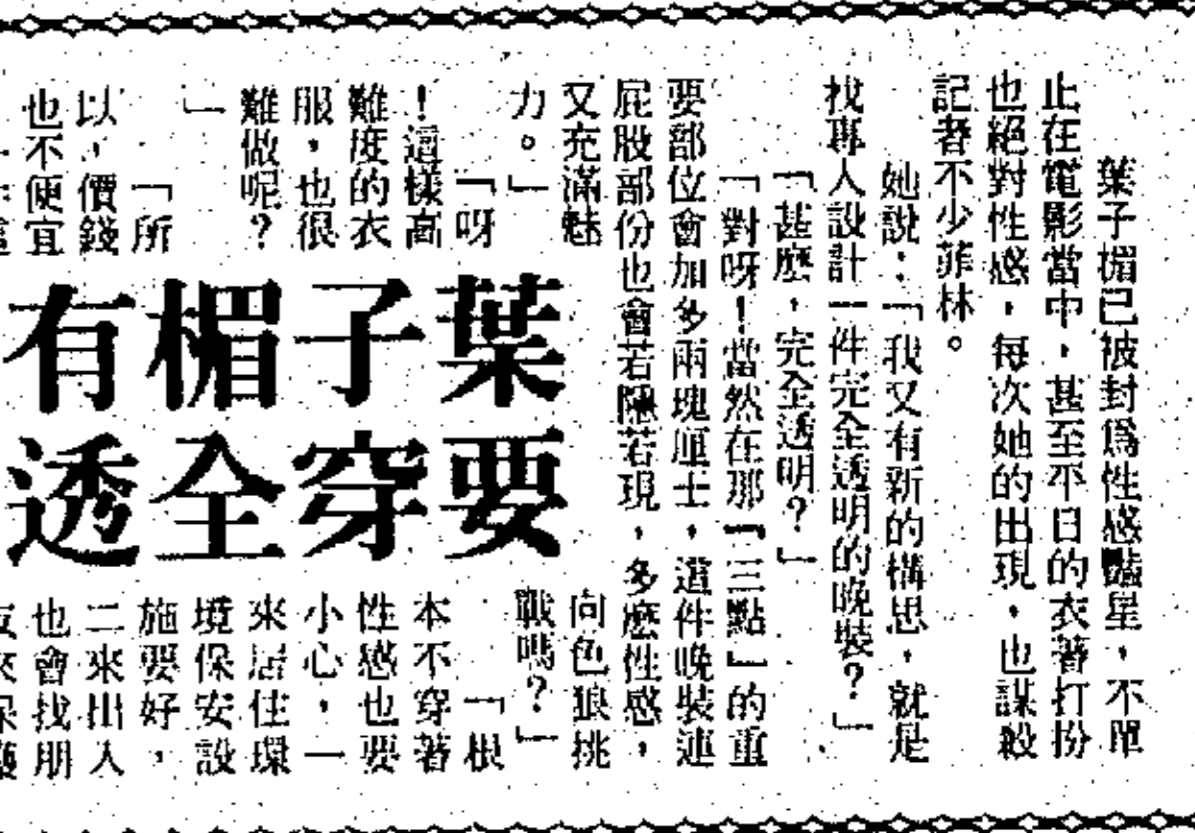 葉子楣有
要穿全透
葉子楣已被封爲性感豔星，不單
止在電影當中，甚至平日的衣著打扮
也絕對性感，每次她的出現，也謀殺
記者不少菲林。
她說：「我又有新的構思，就是
找專人設計一件完全透明的晚裝？」
「甚麼，完全透明？」
「對呀！當然在那「三點」的重
要部位會加多兩塊厘士，這件晚裝連
屁股部份也會若隱若現，多麼性感，
又充滿魅
力。」
「呀
！這樣高
難度的衣
服，也很
難做呢？
」
「所
以，價錢
也不便宜
向色狼挑
戰嗎？」
「根
本不穿著
性感也要
小心，一
來居住環
境保安設
施要好，
二來出入
也會找朋